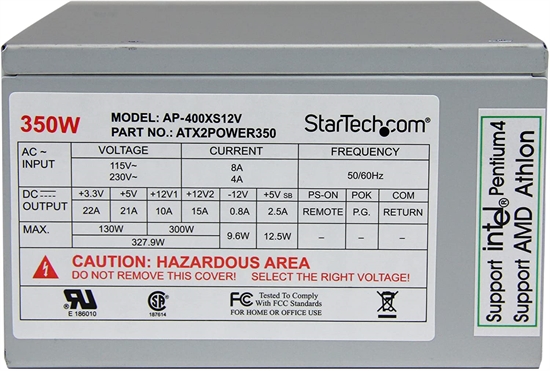 350W
MODEL: AP-400XS12V
PART NO.: ATX2POWER350
StarTech.com
AC ~ INPUT
VOLTAGE CURRENT FREQUENCY
115V~ 8A 50/60Hz
230V~ 4A
DC OUTPUT
+3.3V +5V +12V1 +12V2 -12V +5V SB PS-ON POK COM
22A 21A 10A 15A 0.8A 2.5A REMOTE P.G. RETURN
MAX. 130W 300W 9.6W 12.5W – – –
327.9W
CAUTION: HAZARDOUS AREA
DO NOT REMOVE THIS COVER! SELECT THE RIGHT VOLTAGE!
RU US
E 186010
SA
187614
FC Tested To Comply
With FCC Standards
FOR HOME OR OFFICE USE
Support intel® Pentium4
Support AMD Athlon